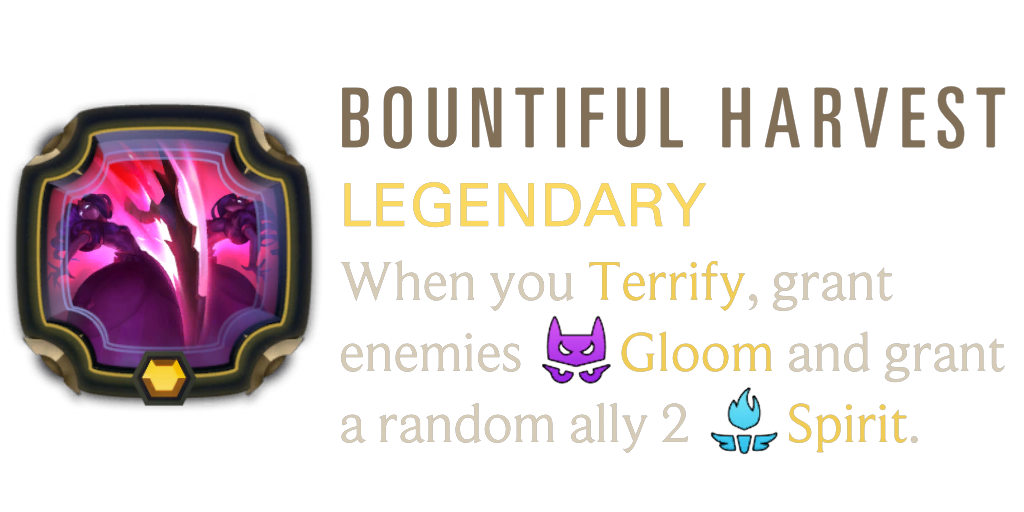 BOUNTIFUL HARVEST
LEGENDARY
When you Terrify, grant
enemies Gloom and grant
a random ally 2 Spirit.